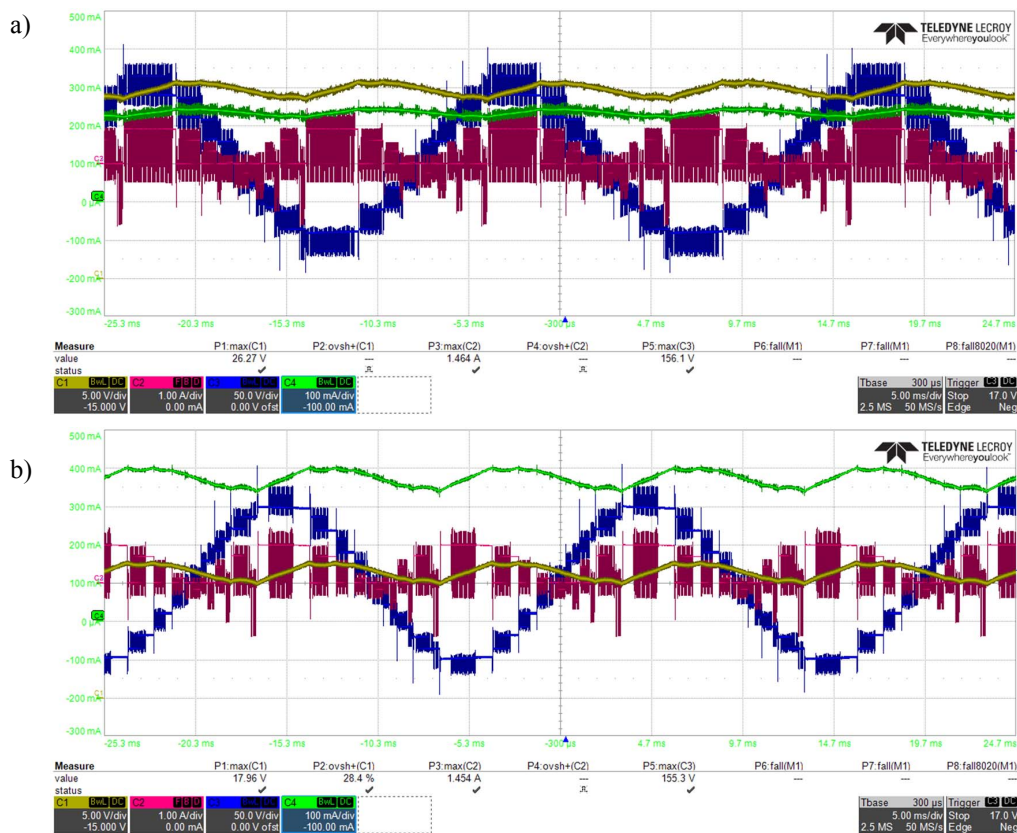 a)
500 mA
TELEDYNE LECROY
Everywhereyoulook™
400 mA
300 mA
200 mA
C3
100 mA
C4
0 µA
-100 mA
C1
-200 mA
-300 mA
-25.3 ms -20.3 ms -15.3 ms -10.3 ms -5.3 ms -300 µs 4.7 ms 9.7 ms 14.7 ms 19.7 ms 24.7 ms
Measure P1:max(C1) P2:ovsh+(C1) P3:max(C2) P4:ovsh+(C2) P5:max(C3) P6:fall(M1) P7:fall(M1) P8:fall8020(M1)
value 26.27 V --- 1.464 A --- 156.1 V --- --- ---
status
C1 BwL DC C2 F B D C3 BwL DC C4 BwL DC Tbase 300 µs Trigger C3 DC
5.00 V/div 1.00 A/div 50.0 V/div 100 mA/div 5.00 ms/div Stop 17.0 V
-15.000 V 0.00 mA 0.00 V ofst -100.00 mA 2.5 MS 50 MS/s Edge Neg
b)
500 mA
TELEDYNE LECROY
Everywhereyoulook™
400 mA
300 mA
200 mA
C3
100 mA
C4
0 µA
-100 mA
C1
-200 mA
-300 mA
-25.3 ms -20.3 ms -15.3 ms -10.3 ms -5.3 ms -300 µs 4.7 ms 9.7 ms 14.7 ms 19.7 ms 24.7 ms
Measure P1:max(C1) P2:ovsh+(C1) P3:max(C2) P4:ovsh+(C2) P5:max(C3) P6:fall(M1) P7:fall(M1) P8:fall8020(M1)
value 17.96 V 28.4 % 1.454 A --- 155.3 V --- --- ---
status
C1 BwL DC C2 F B D C3 BwL DC C4 BwL DC Tbase 300 µs Trigger C3 DC
5.00 V/div 1.00 A/div 50.0 V/div 100 mA/div 5.00 ms/div Stop 17.0 V
-15.000 V 0.00 mA 0.00 V ofst -100.00 mA 2.5 MS 50 MS/s Edge Neg